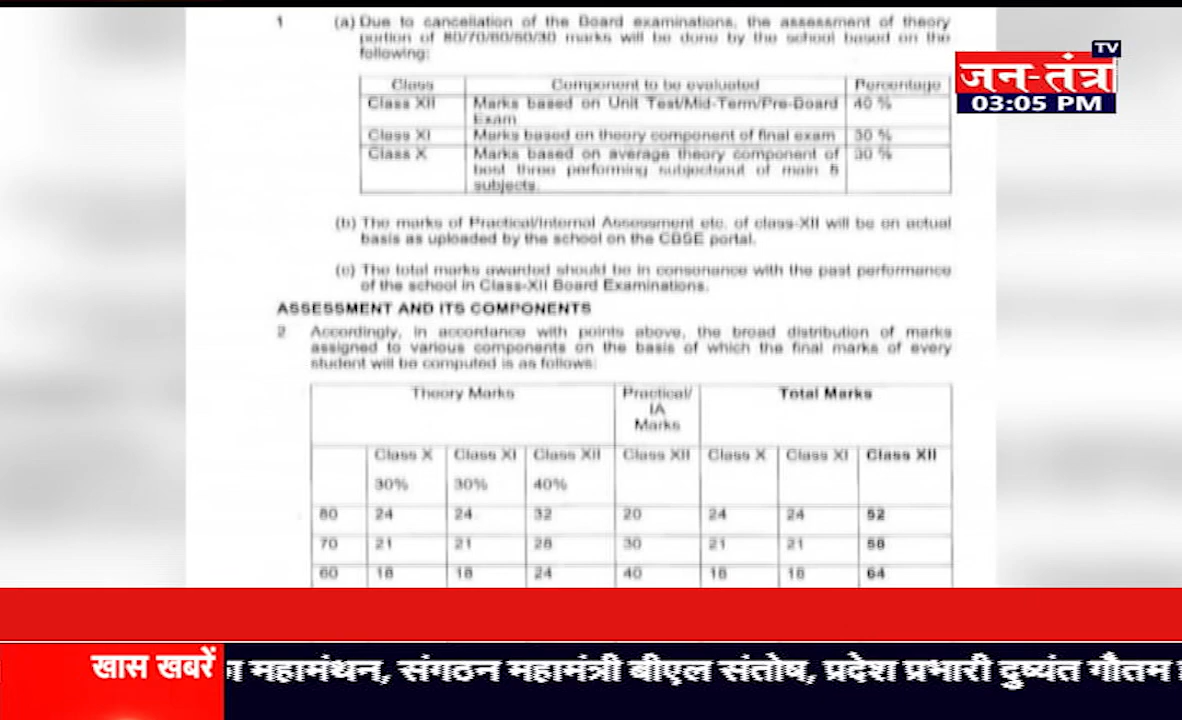 1 (a) Due to cancellation of the Board examinations, the assessment of theory
portion of 80/70/60/50/30 marks will be done by the school based on the
following:
Class Component to be evaluated Percentage
Class XII Marks based on Unit Test/Mid-Term/Pre-Board 40 %
Exam
Class XI Marks based on theory component of final exam 30 %
Class X Marks based on average theory component of 30 %
best three performing subjectsout of main 5
subjects.
(b) The marks of Practical/Internal Assessment etc. of class-XII will be on actual
basis as uploaded by the school on the CBSE portal.
(c) The total marks awarded should be in consonance with the past performance
of the school in Class-XII Board Examinations.
ASSESSMENT AND ITS COMPONENTS
2 Accordingly, in accordance with points above, the broad distribution of marks
assigned to various components on the basis of which the final marks of every
student will be computed is as follows:
Theory Marks Practical/ Total Marks
IA
Marks
Class X Class XI Class XII Class XII Class X Class XI Class XII
30% 30% 40%
80 24 24 32 20 24 24 52
70 21 21 28 30 21 21 58
60 18 18 24 40 18 18 64
जन-तंत्र TV
03:05 PM
खास खबरें महामंथन, संगठन महामंत्री बीएल संतोष, प्रदेश प्रभारी दुष्यंत गौतम